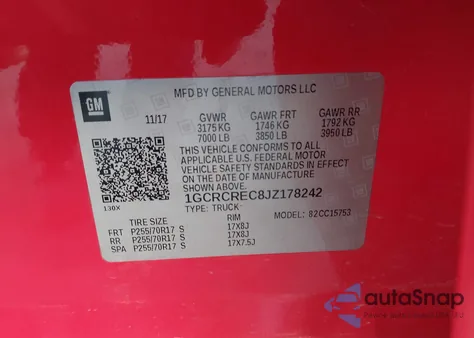 GM
MFD BY GENERAL MOTORS LLC
11/17 GVWR GAWR FRT GAWR RR
3175 KG 1746 KG 1792 KG
7000 LB 3850 LB 3950 LB
THIS VEHICLE CONFORMS TO ALL
APPLICABLE U.S. FEDERAL MOTOR
VEHICLE SAFETY STANDARDS IN EFFECT
ON THE DATE OF MANUFACTURE
SHOWN ABOVE.
1GCRCREC8JZ178242
TYPE: TRUCK
130X
MODEL: 82CC15753
TIRE SIZE RIM
FRT P255/70R17 S 17X8J
RR P255/70R17 S 17X8J
SPA P255/70R17 S 17X7.5J
autaSnap